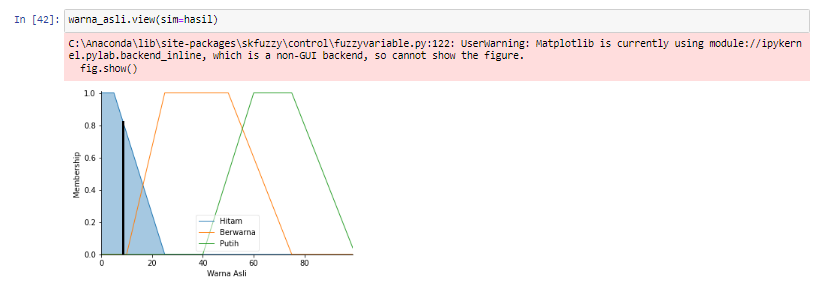 In [42]: warna_asli.view(sim=hasil)
C:\Anaconda\lib\site-packages\skfuzzy\control\fuzzyvariable.py:122: UserWarning: Matplotlib is currently using module://ipykern
el.pylab.backend_inline, which is a non-GUI backend, so cannot show the figure.
fig.show()
1.0
0.8
0.6
0.4
0.2
0.0
Membership
Hitam
Berwarna
Putih
0 20 40 60 80
Warna Asli